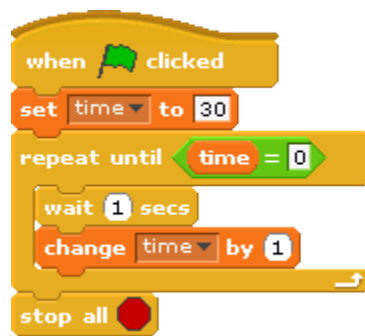 when clicked
set time to 30
repeat until time = 0
wait 1 secs
change time by 1
stop all